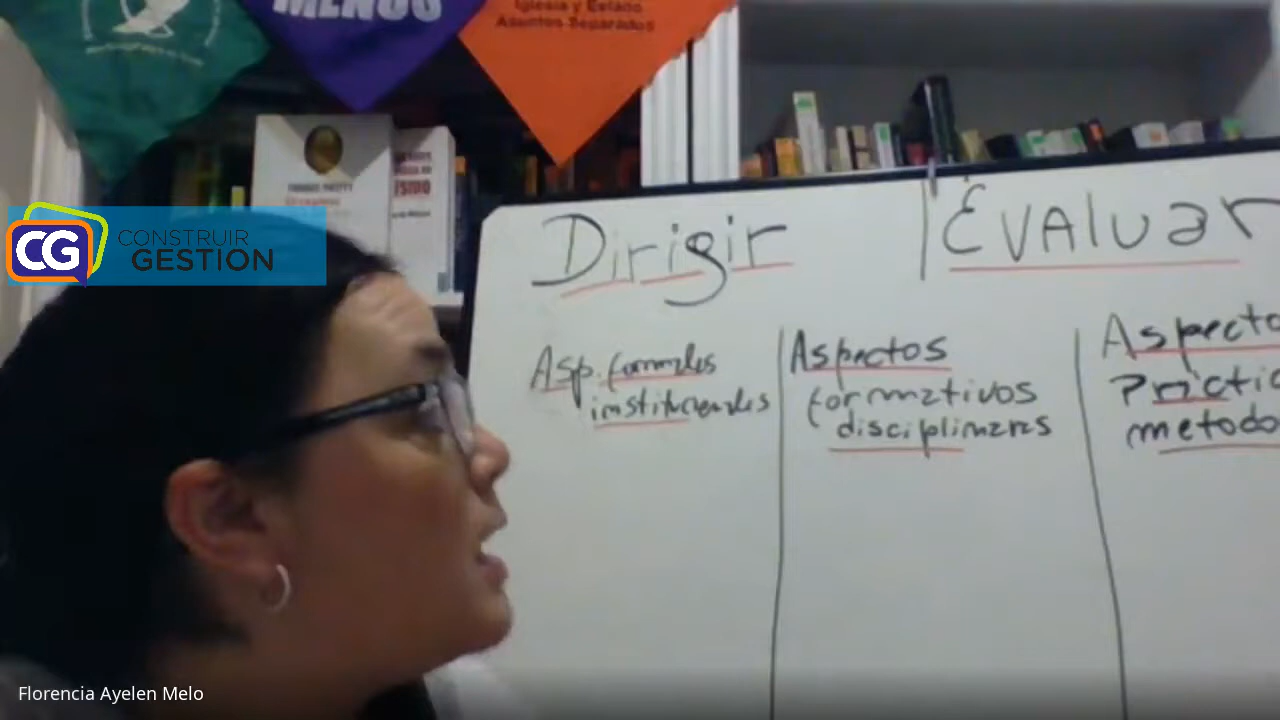 MENOS
Iglesia y Estado
Asuntos Separados
CG CONSTRUIR
GESTION
Dirigir
Evaluar
Asp. formales
institucionales
Aspectos
formativos
disciplinares
Aspecto
metodo
Florencia Ayelen Melo